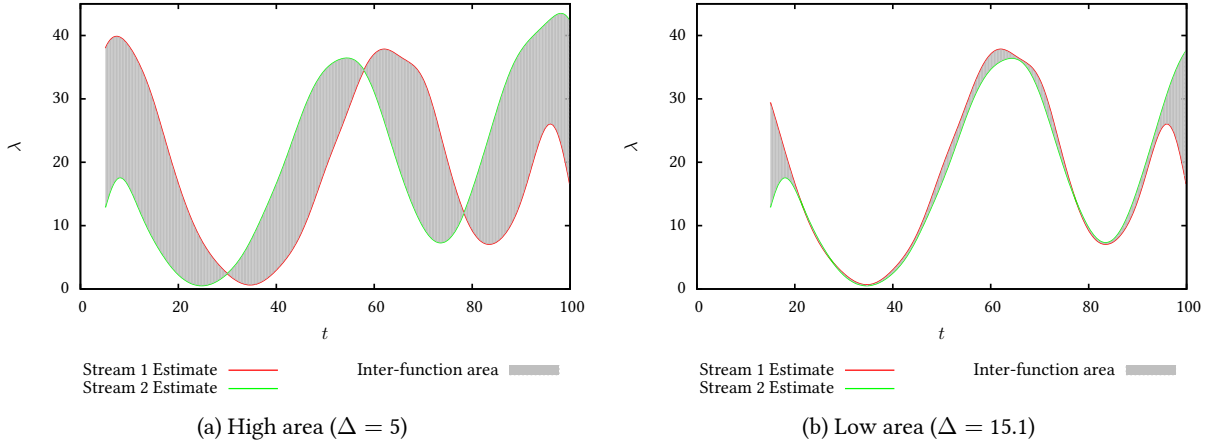 40
30
20
10
0
λ
0 20 40 60 80 100
t
Stream 1 Estimate
Stream 2 Estimate
Inter-function area
(a) High area (Δ = 5)
40
30
20
10
0
λ
0 20 40 60 80 100
t
Stream 1 Estimate
Stream 2 Estimate
Inter-function area
(b) Low area (Δ = 15.1)